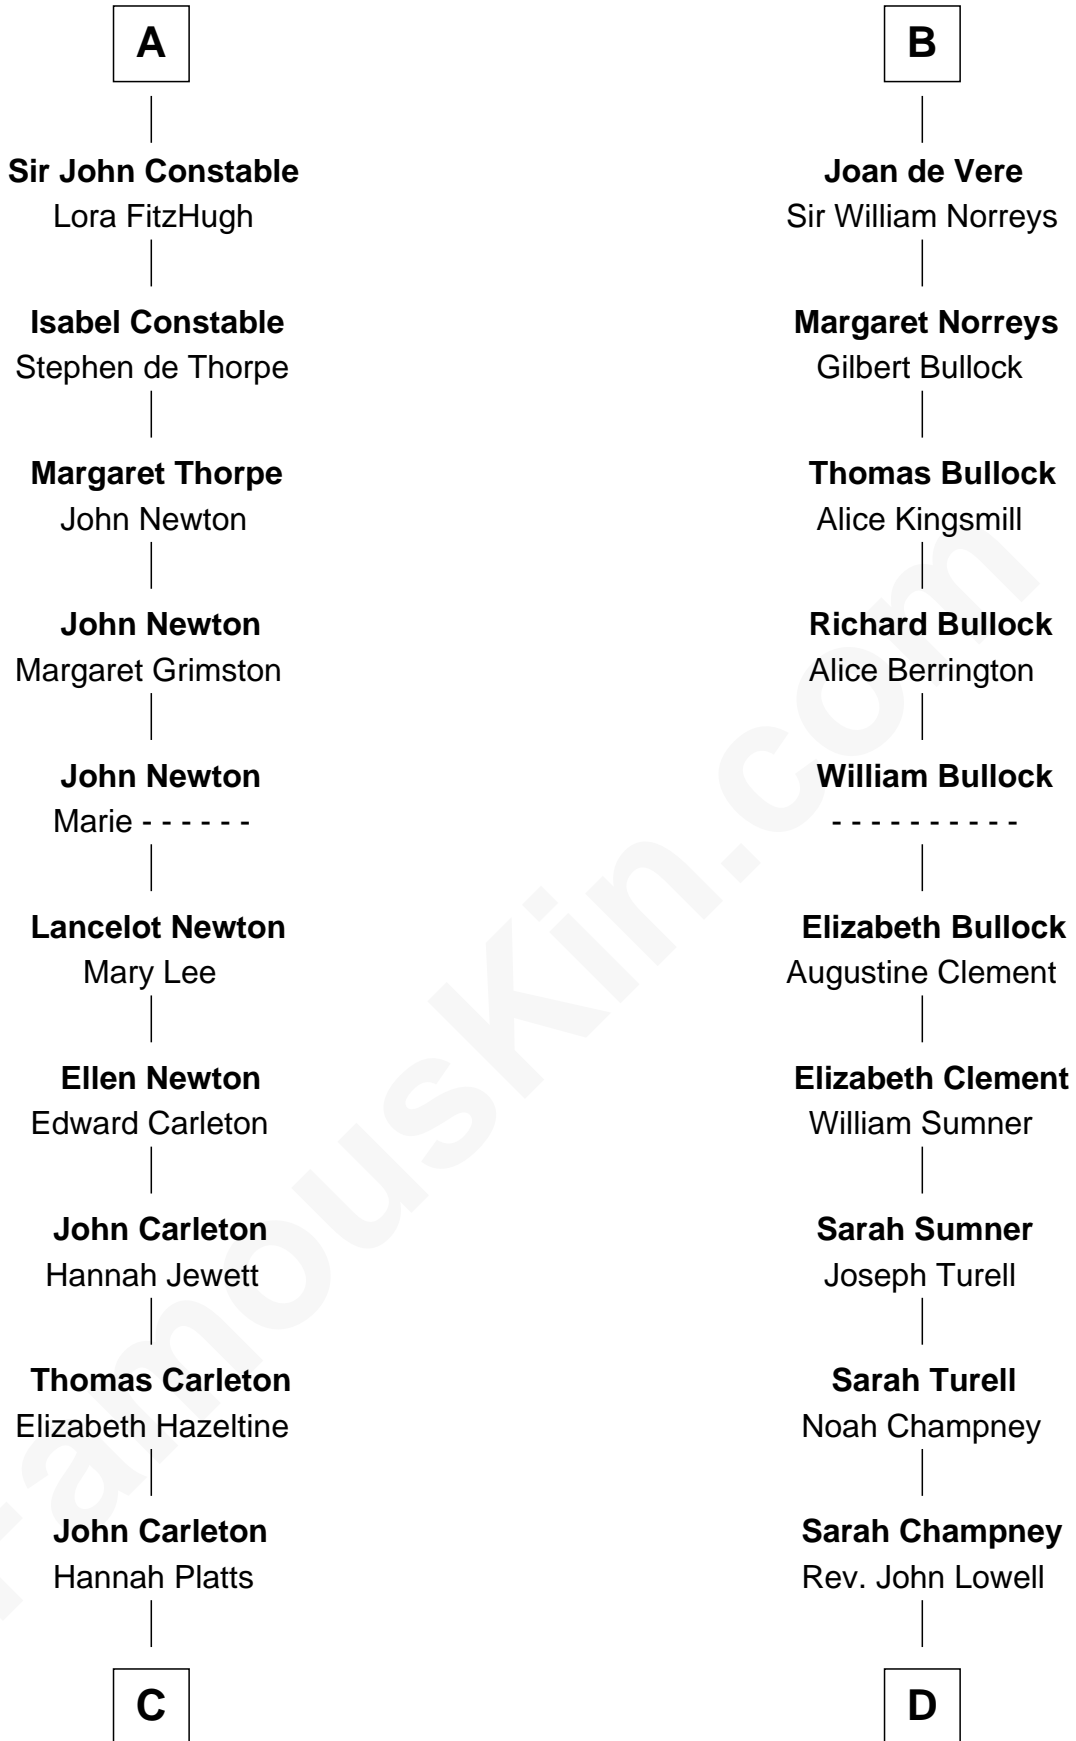 A
Sir John Constable
Lora FitzHugh
Isabel Constable
Stephen de Thorpe
Margaret Thorpe
John Newton
John Newton
Margaret Grimston
John Newton
Marie - - - - - -
Lancelot Newton
Mary Lee
Ellen Newton
Edward Carleton
John Carleton
Hannah Jewett
Thomas Carleton
Elizabeth Hazeltine
John Carleton
Hannah Platts
C
B
Joan de Vere
Sir William Norreys
Margaret Norreys
Gilbert Bullock
Thomas Bullock
Alice Kingsmill
Richard Bullock
Alice Berrington
William Bullock
- - - - - - - - - -
Elizabeth Bullock
Augustine Clement
Elizabeth Clement
William Sumner
Sarah Sumner
Joseph Turell
Sarah Turell
Noah Champney
Sarah Champney
Rev. John Lowell
D
FamousKin.com